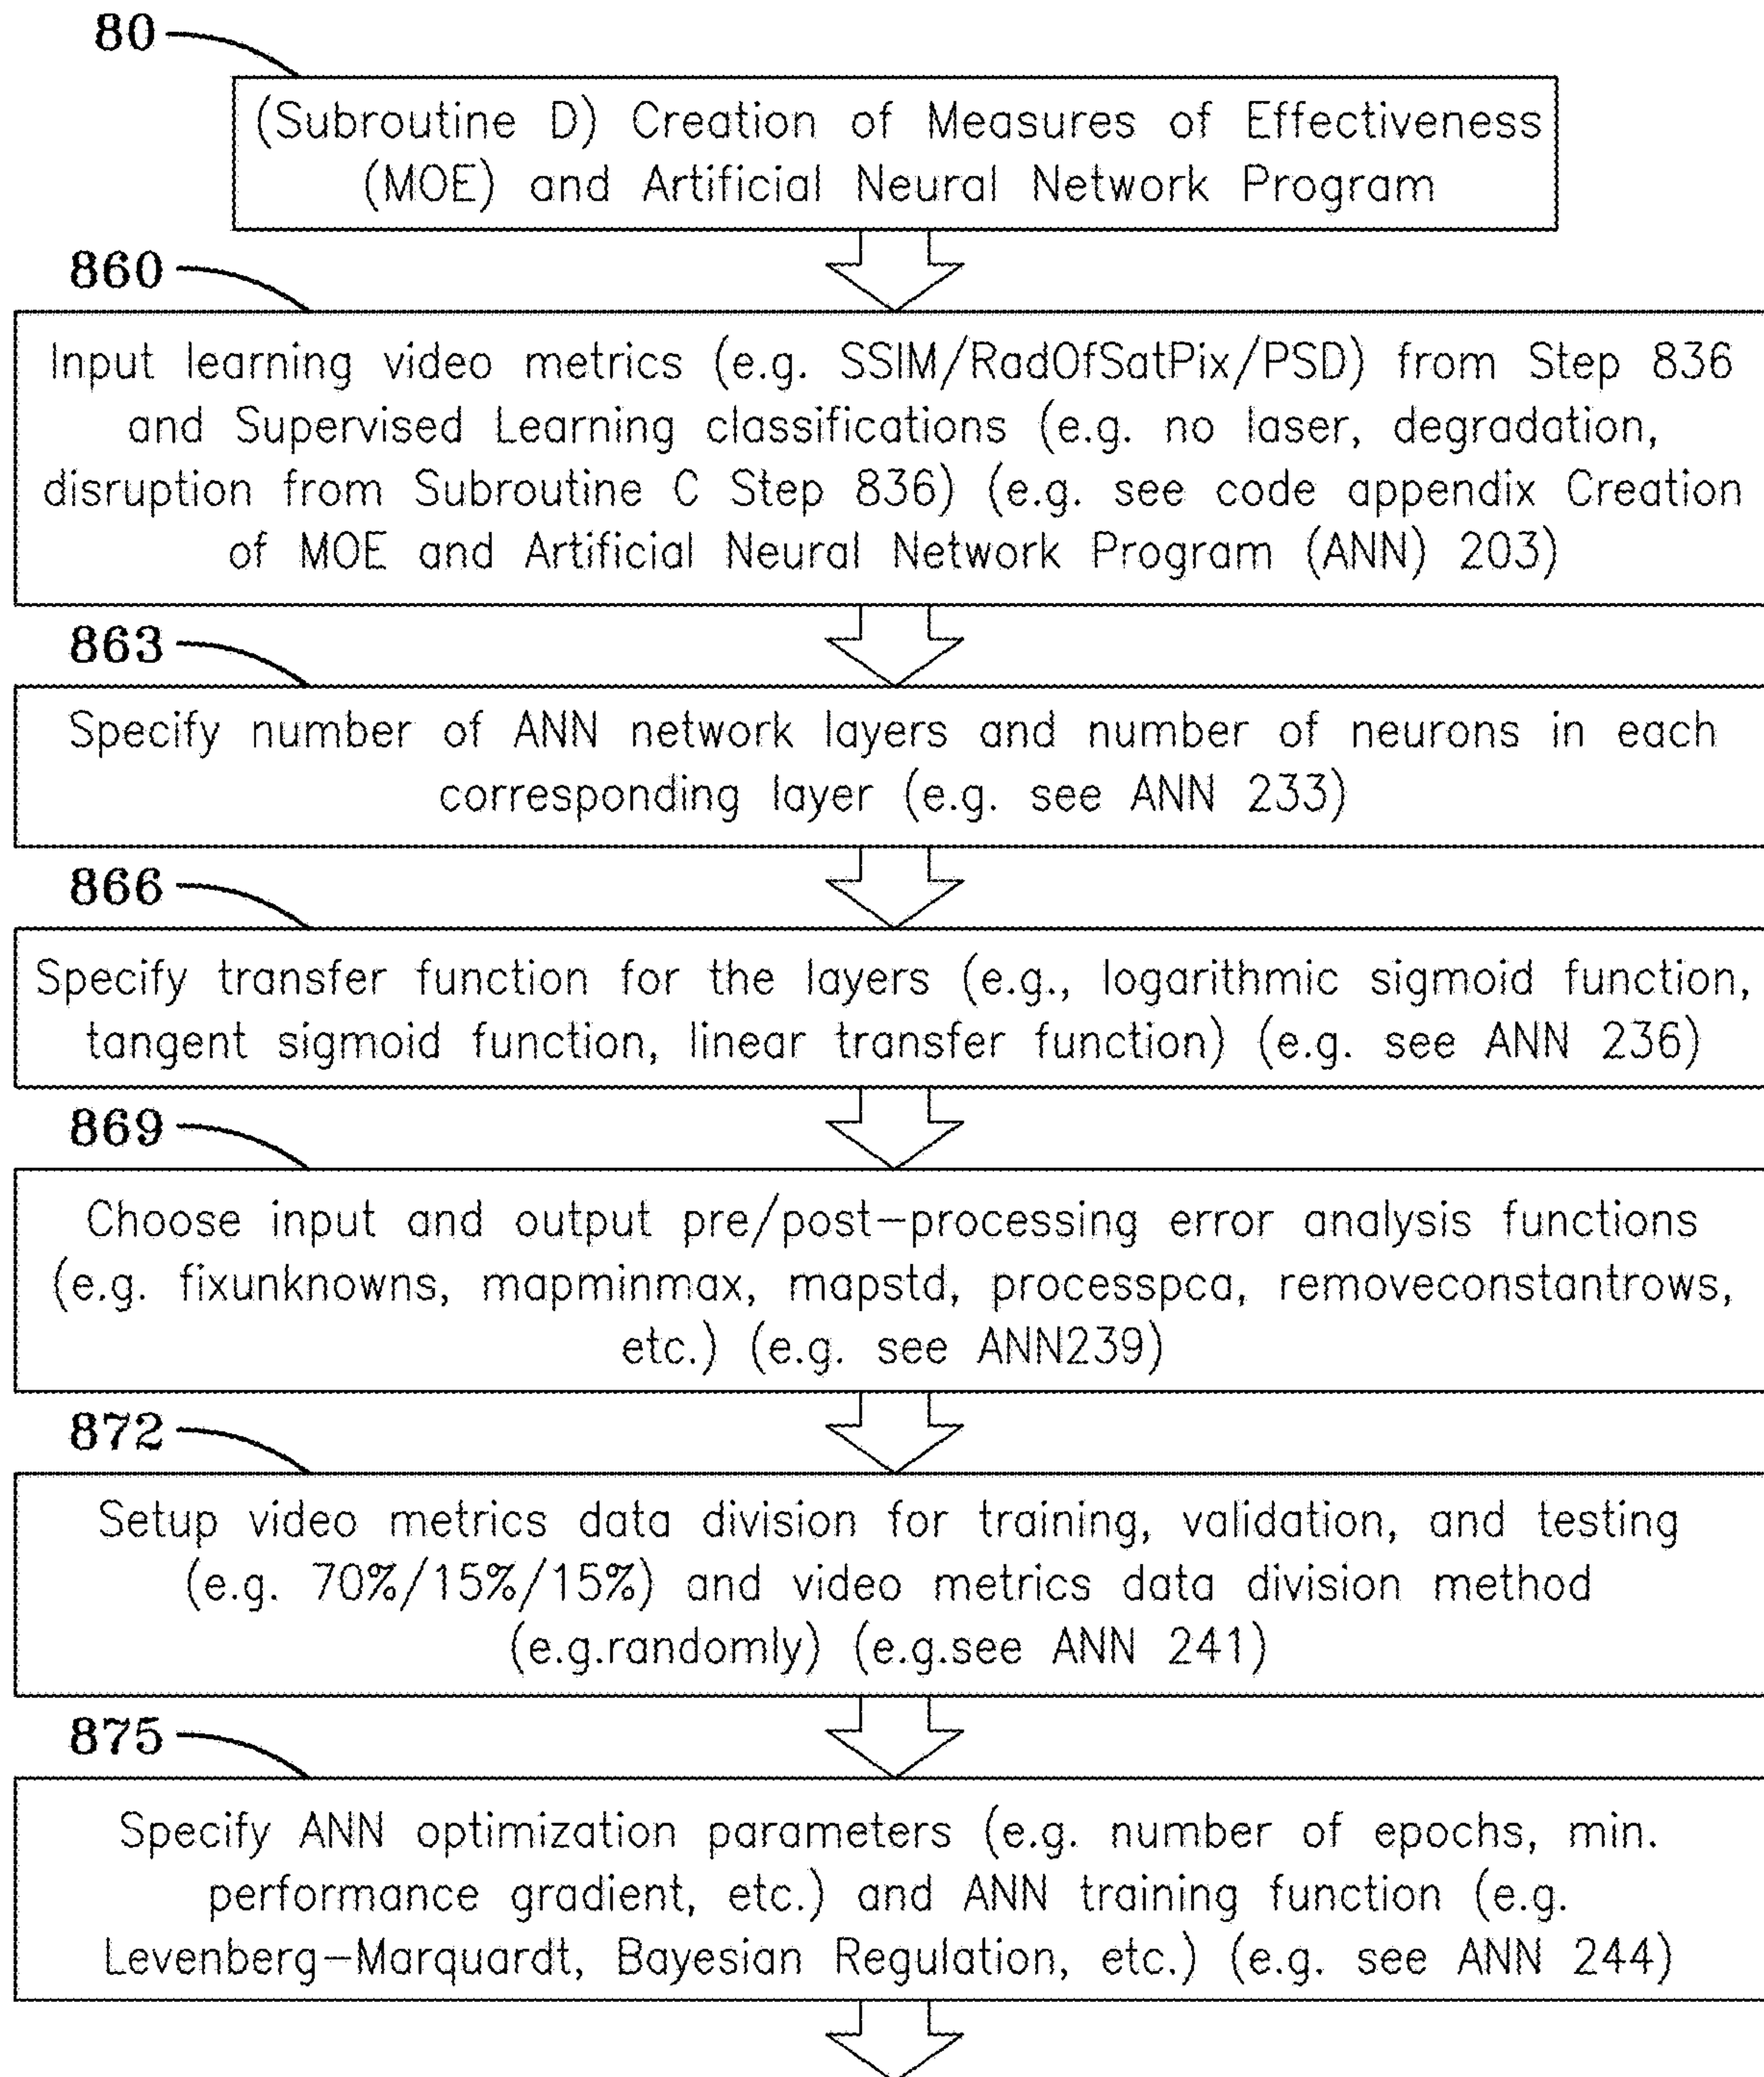 80
(Subroutine D) Creation of Measures of Effectiveness
(MOE) and Artificial Neural Network Program
860
Input learning video metrics (e.g. SSIM/RadOfSatPix/PSD) from Step 836
and Supervised Learning classifications (e.g. no laser, degradation,
disruption from Subroutine C Step 836) (e.g. see code appendix Creation
of MOE and Artificial Neural Network Program (ANN) 203)
863
Specify number of ANN network layers and number of neurons in each
corresponding layer (e.g. see ANN 233)
866
Specify transfer function for the layers (e.g., logarithmic sigmoid function,
tangent sigmoid function, linear transfer function) (e.g. see ANN 236)
869
Choose input and output pre/post-processing error analysis functions
(e.g. fixunknowns, mapminmax, mapstd, processpca, removeconstantrows,
etc.) (e.g. see ANN239)
872
Setup video metrics data division for training, validation, and testing
(e.g. 70%/15%/15%) and video metrics data division method
(e.g.randomly) (e.g.see ANN 241)
875
Specify ANN optimization parameters (e.g. number of epochs, min.
performance gradient, etc.) and ANN training function (e.g.
Levenberg-Marquardt, Bayesian Regulation, etc.) (e.g. see ANN 244)